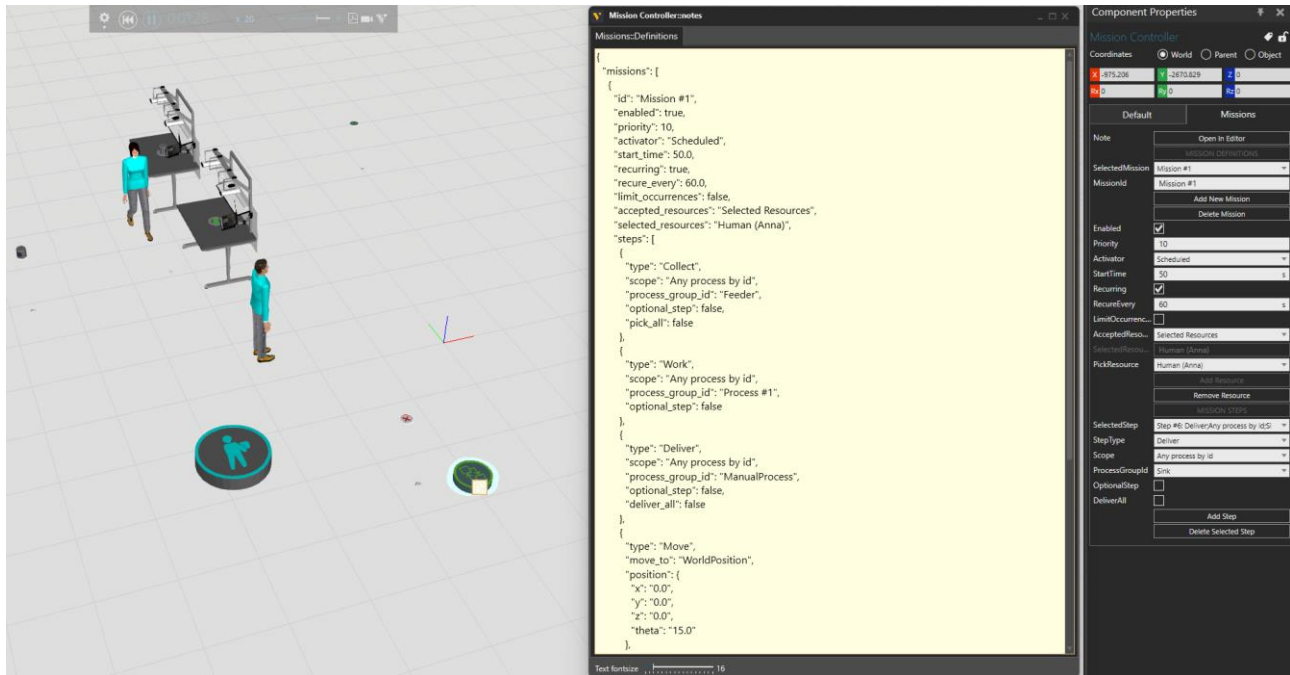 Mission Controller::notes
Missions::Definitions
{
"missions": [
{
"id": "Mission #1",
"enabled": true,
"priority": 10,
"activator": "Scheduled",
"start_time": 50.0,
"recurring": true,
"recure_every": 60.0,
"limit_occurrences": false,
"accepted_resources": "Selected Resources",
"selected_resources": "Human (Anna)",
"steps": [
{
"type": "Collect",
"scope": "Any process by id",
"process_group_id": "Feeder",
"optional_step": false,
"pick_all": false
},
{
"type": "Work",
"scope": "Any process by id",
"process_group_id": "Process #1",
"optional_step": false
},
{
"type": "Deliver",
"scope": "Any process by id",
"process_group_id": "ManualProcess",
"optional_step": false,
"deliver_all": false
},
{
"type": "Move",
"move_to": "WorldPosition",
"position": {
"x": "0.0",
"y": "0.0",
"z": "0.0",
"theta": "15.0"
},
Text fontsize 16
Component Properties
Mission Controller
Coordinates World Parent Object
X -975.206 Y -2670.829 Z 0
Rx 0 Ry 0 Rz 0
Default Missions
Note Open In Editor
MISSION DEFINITIONS
SelectedMission Mission #1
MissionId Mission #1
Add New Mission
Delete Mission
Enabled
Priority 10
Activator Scheduled
StartTime 50 s
Recurring
RecureEvery 60 s
LimitOccurrenc...
AcceptedReso... Selected Resources
SelectedResou... Human (Anna)
PickResource Human (Anna)
Add Resource
Remove Resource
MISSION STEPS
SelectedStep Step #6: Deliver;Any process by id;Si
StepType Deliver
Scope Any process by id
ProcessGroupId Sink
OptionalStep
DeliverAll
Add Step
Delete Selected Step